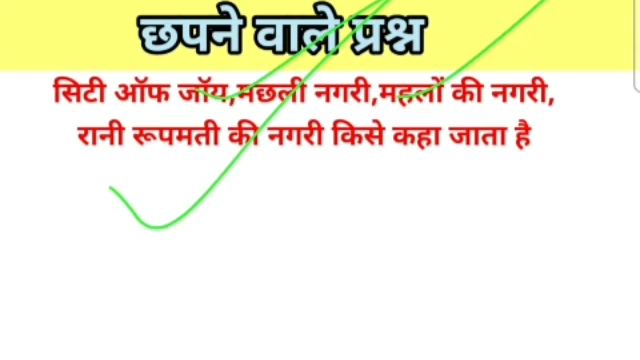 छपने वाले प्रश्न
सिटी ऑफ जॉय,मछली नगरी,महलों की नगरी,
रानी रूपमती की नगरी किसे कहा जाता है